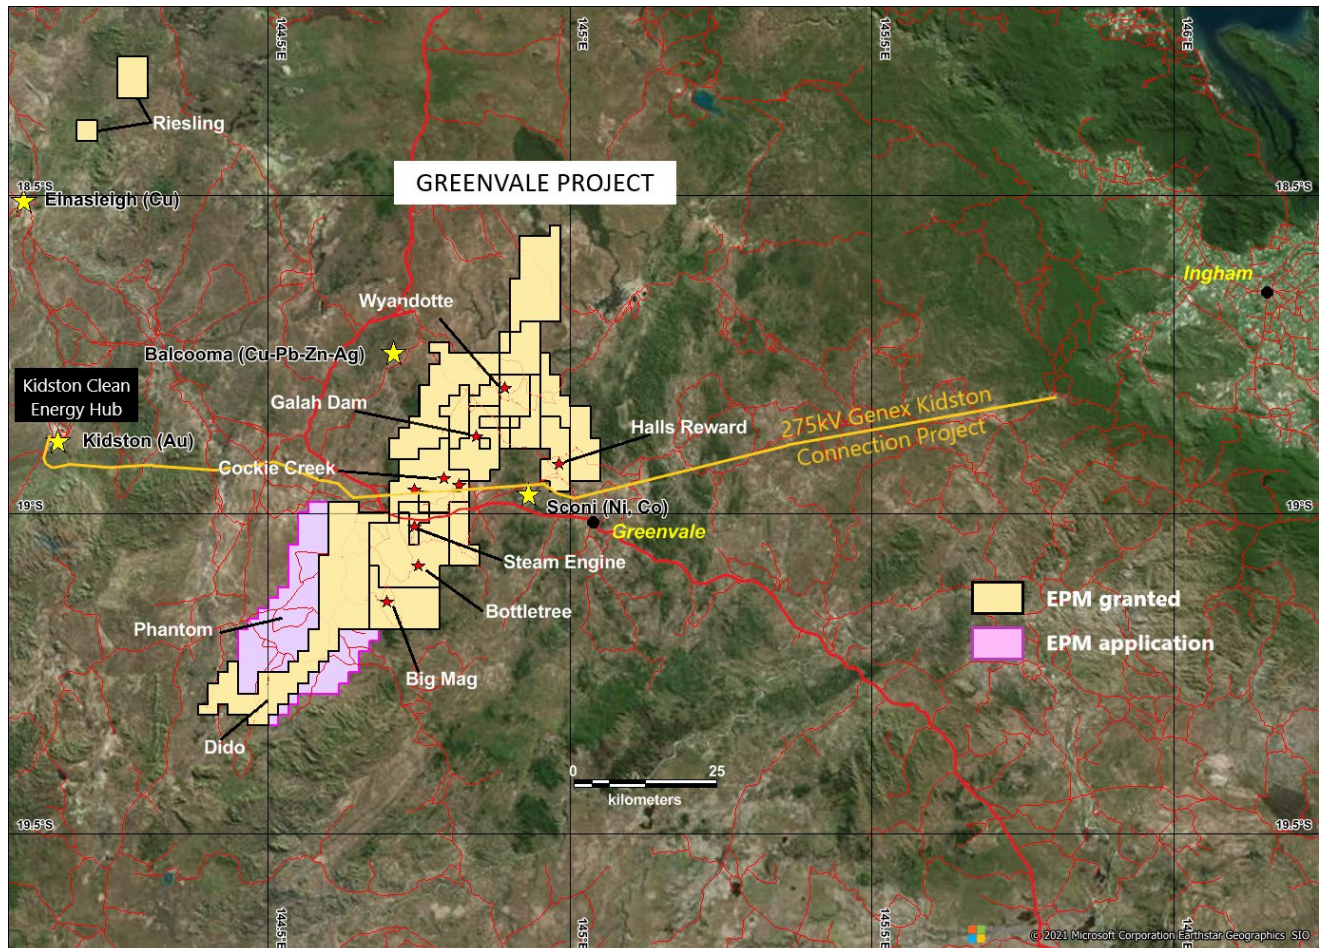 144.5°E
145°E
145.5°E
146°E
Riesling
GREENVALE PROJECT
18.5°S
18.5°S
Einasleigh (Cu)
Ingham
Wyandotte
Balcooma (Cu-Pb-Zn-Ag)
Kidston Clean
Energy Hub
Galah Dam
275kV Genex Kidston
Connection Project
Halls Reward
Kidston (Au)
Cockie Creek
19°S
19°S
Sconi (Ni, Co)
Greenvale
Steam Engine
EPM granted
Bottletree
Phantom
EPM application
Big Mag
Dido
0
25
kilometers
19.5°S
19.5°S
144.5°E
145°E
145.5°E
© 2021 Microsoft Corporation Earthstar Geographics SIO